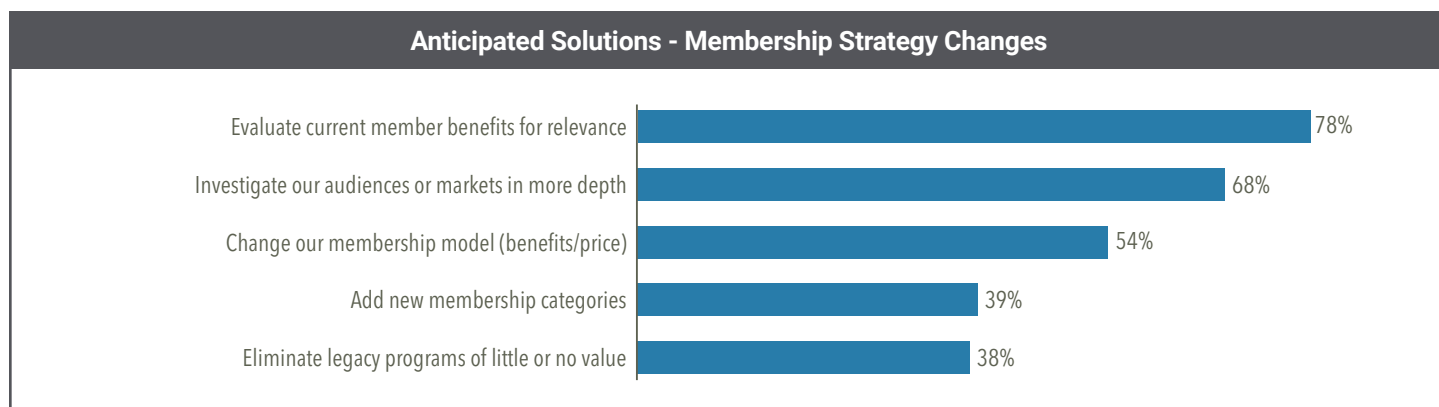 Anticipated Solutions - Membership Strategy Changes
Evaluate current member benefits for relevance 78%
Investigate our audiences or markets in more depth 68%
Change our membership model (benefits/price) 54%
Add new membership categories 39%
Eliminate legacy programs of little or no value 38%